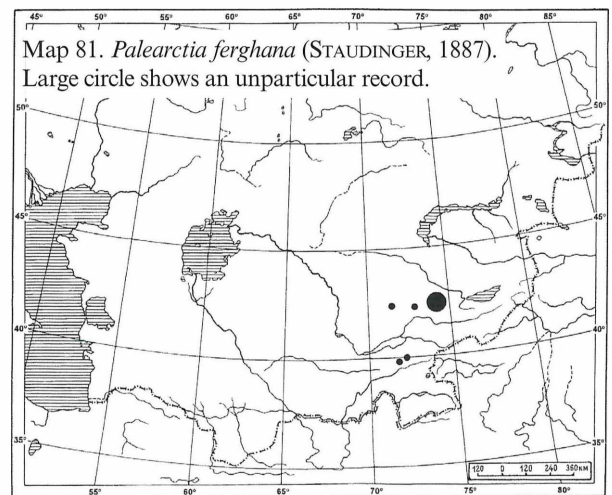 45° 50° 55° 60° 65° 70° 75° 80° 85°
Map 81. Palearctia ferghana (STAUDINGER, 1887).
Large circle shows an unparticular record.
50° 50°
45° 45°
40° 40°
35° 35°
120 0 120 240 360км
55° 60° 65° 70° 75° 80°